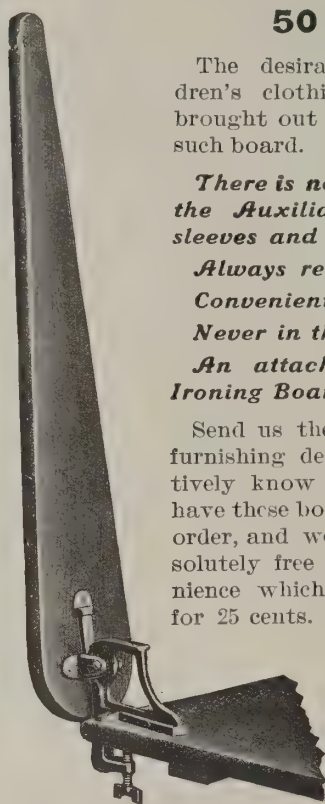 50
The desira
dren's clothi
brought out
such board.
There is no
the Auxilia
sleeves and
Always re
Convenient
Never in th
An attach
Ironing Boar
Send us the
furnishing de
tively know
have these bo
order, and we
solutely free
nience which
for 25 cents.